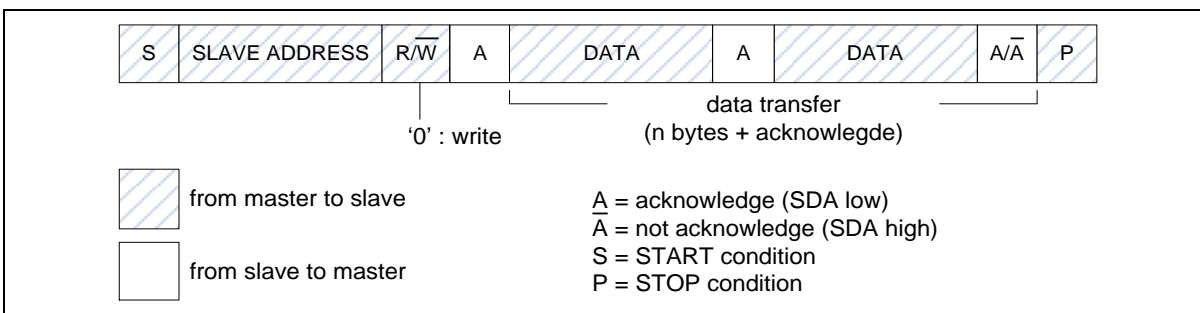 S SLAVE ADDRESS R/W̅ A DATA A DATA A/A̅ P
data transfer
'0' : write (n bytes + acknowlegde)
from master to slave
A = acknowledge (SDA low)
A̅ = not acknowledge (SDA high)
S = START condition
from slave to master
P = STOP condition